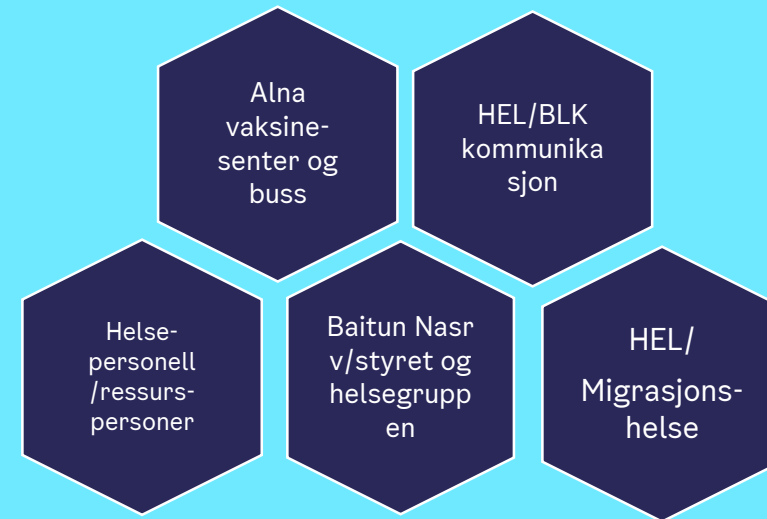 Alna
vaksine-
senter og
buss
HEL/BLK
kommunika
sjon
Helse-
personell
/ressurs-
personer
Baitun Nasr
v/styret og
helsegrupp
en
HEL/
Migrasjons-
helse